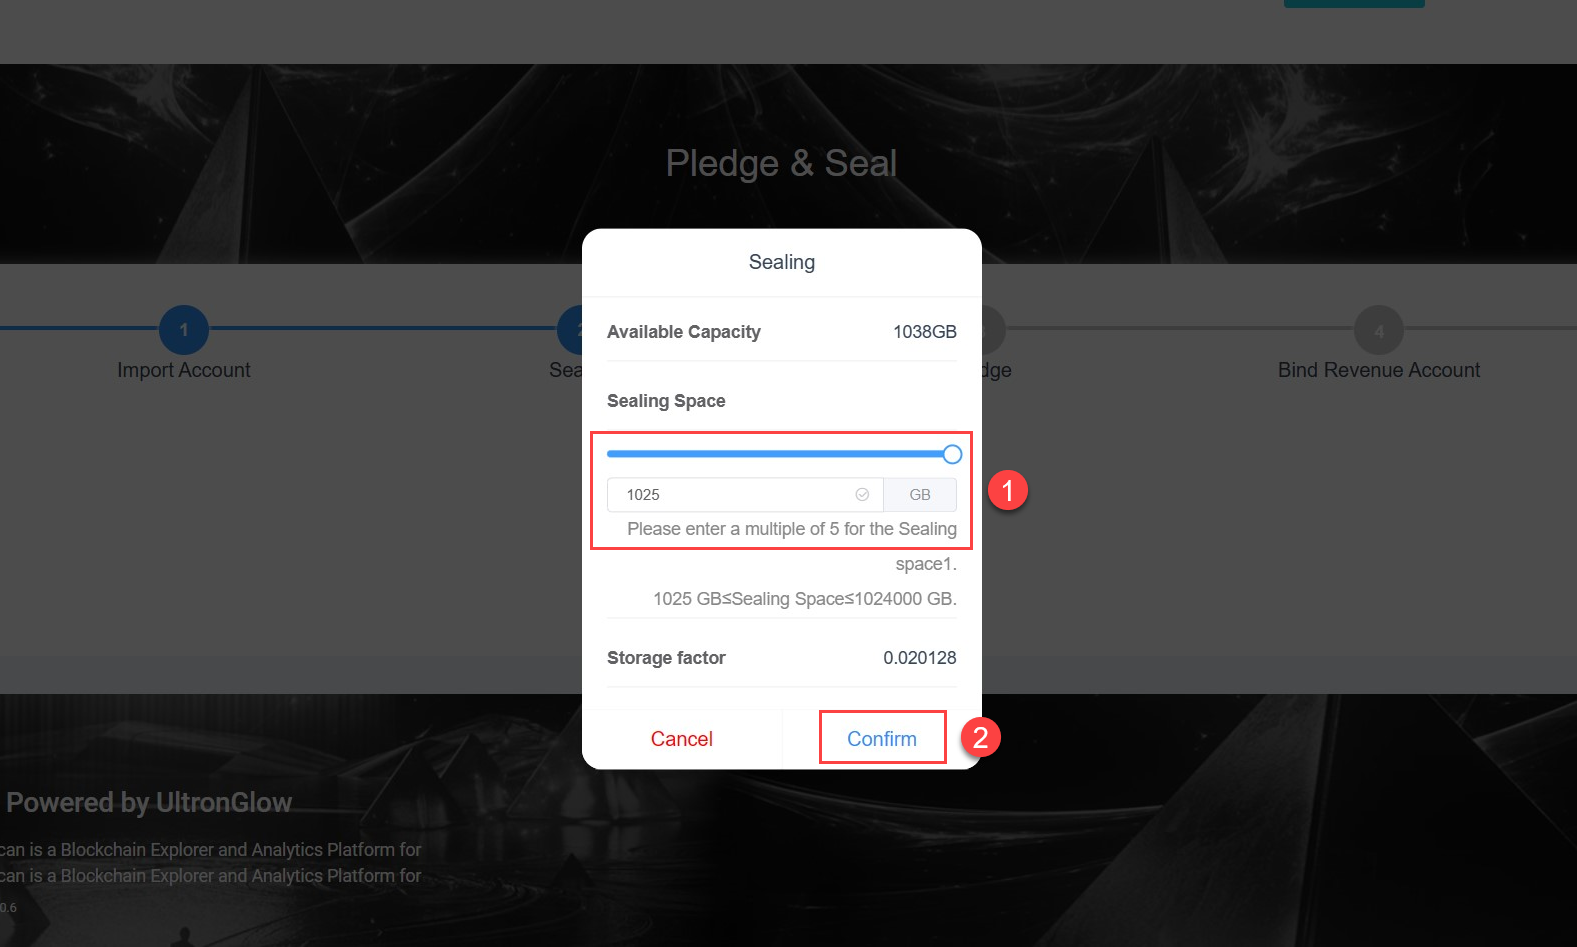 Pledge & Seal
Sealing
Available Capacity 1038GB
1
2
4
Import Account
Sea
dge
Bind Revenue Account
Sealing Space
1025 GB
1
Please enter a multiple of 5 for the Sealing
space1.
1025 GB≤Sealing Space≤1024000 GB.
Storage factor 0.020128
Cancel Confirm 2
Powered by UltronGlow
can is a Blockchain Explorer and Analytics Platform for
can is a Blockchain Explorer and Analytics Platform for
0.6